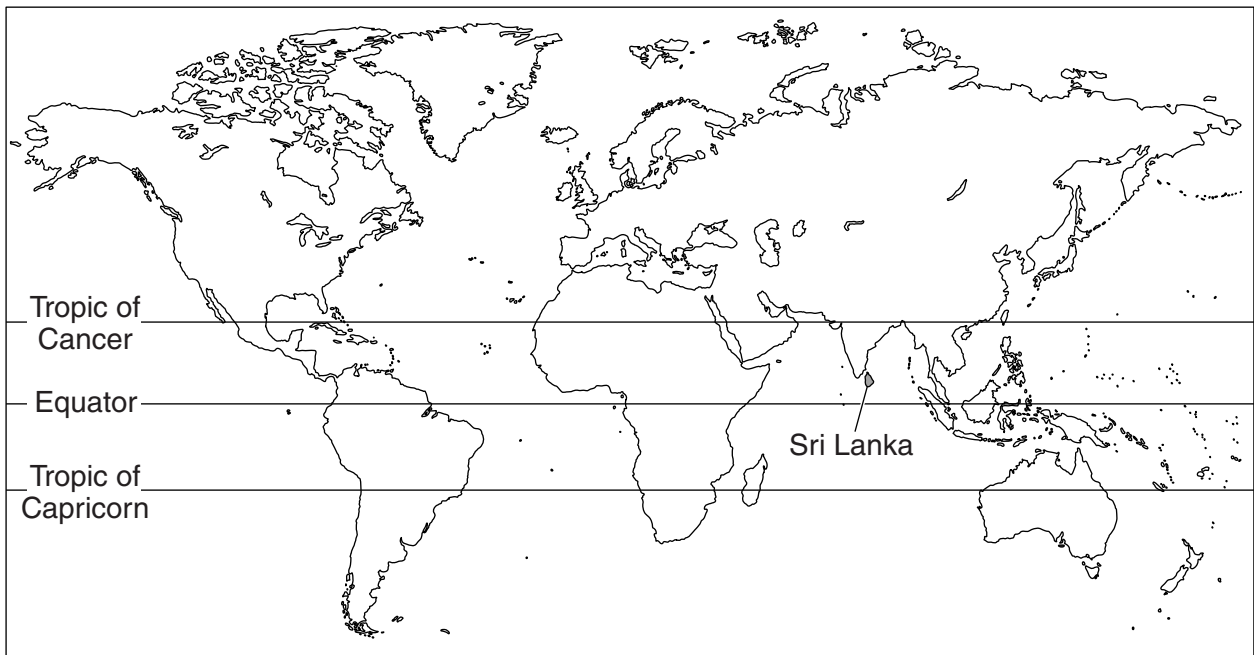 Tropic of
Cancer
Equator
Sri Lanka
Tropic of
Capricorn